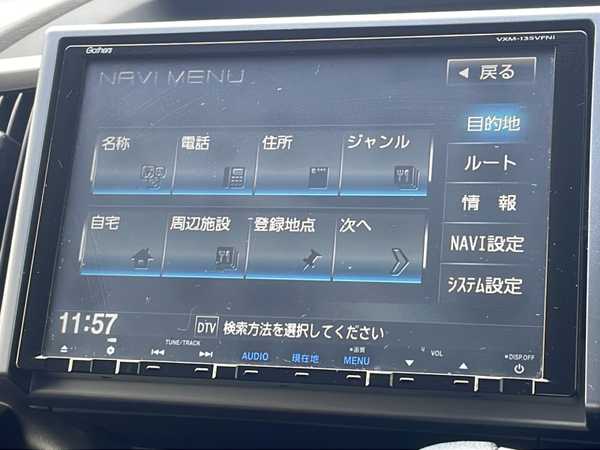 Gathers
VXM-135VFNi
NAVI MENU
戻る
目的地
名称
電話
住所
ジャンル
ルート
情報
自宅
周辺施設
登録地点
次へ
NAVI設定
システム設定
11:57
DTV 検索方法を選択してください
TUNE/TRACK
AUDIO
現在地
画質
MENU
VOL
DISP.OFF